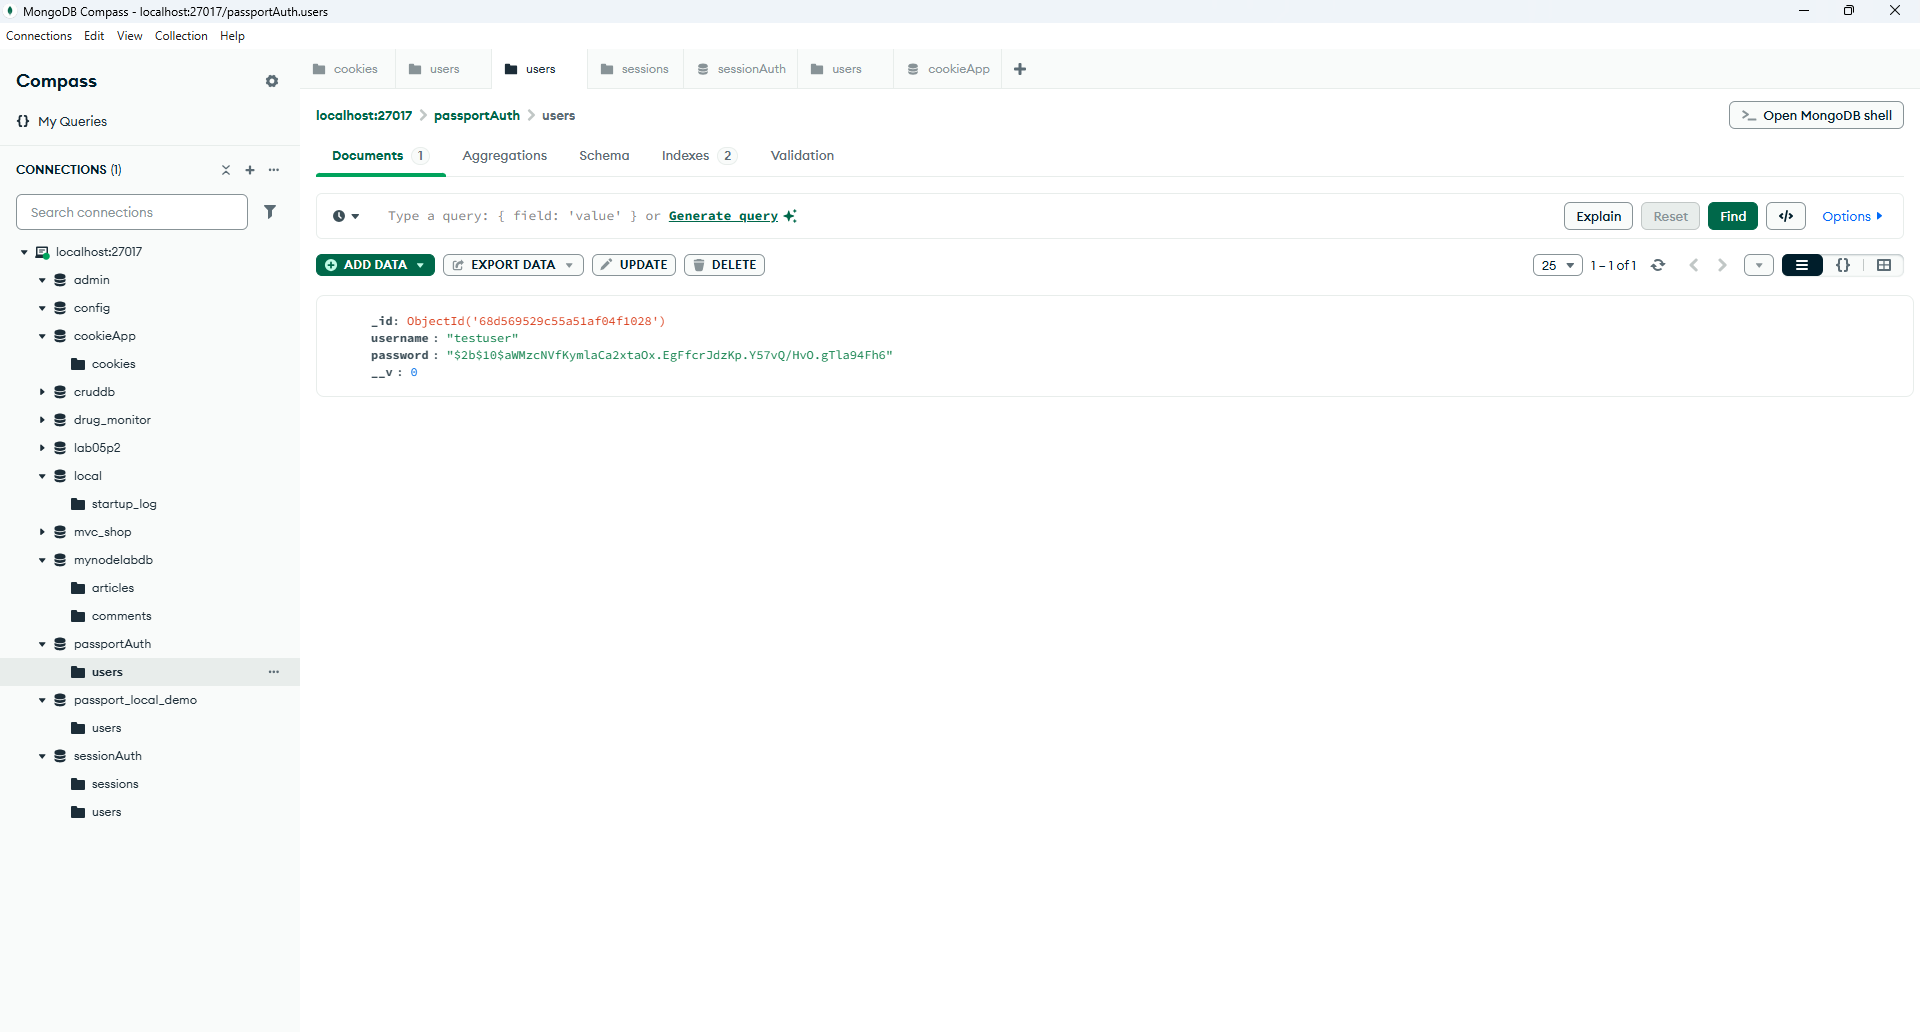 MongoDB Compass - localhost:27017/passportAuth.users
Connections Edit View Collection Help
Compass
My Queries
CONNECTIONS (1)
Search connections
localhost:27017
admin
config
cookieApp
cookies
cruddb
drug_monitor
lab05p2
local
startup_log
mvc_shop
mynodelabdb
articles
comments
passportAuth
users
passport_local_demo
users
sessionAuth
sessions
users
cookies users users sessions sessionAuth users cookieApp
localhost:27017 > passportAuth > users
>_ Open MongoDB shell
Documents 1 Aggregations Schema Indexes 2 Validation
Type a query: { field: 'value' } or Generate query
Explain Reset Find </> Options
ADD DATA EXPORT DATA UPDATE DELETE
25 1 – 1 of 1 {}
_id: ObjectId('68d569529c55a51af04f1028')
username : "testuser"
password : "$2b$10$aWMzcNVfKymlaCa2xtaOx.EgFfcrJdzKp.Y57vQ/HvO.gTla94Fh6"
__v : 0